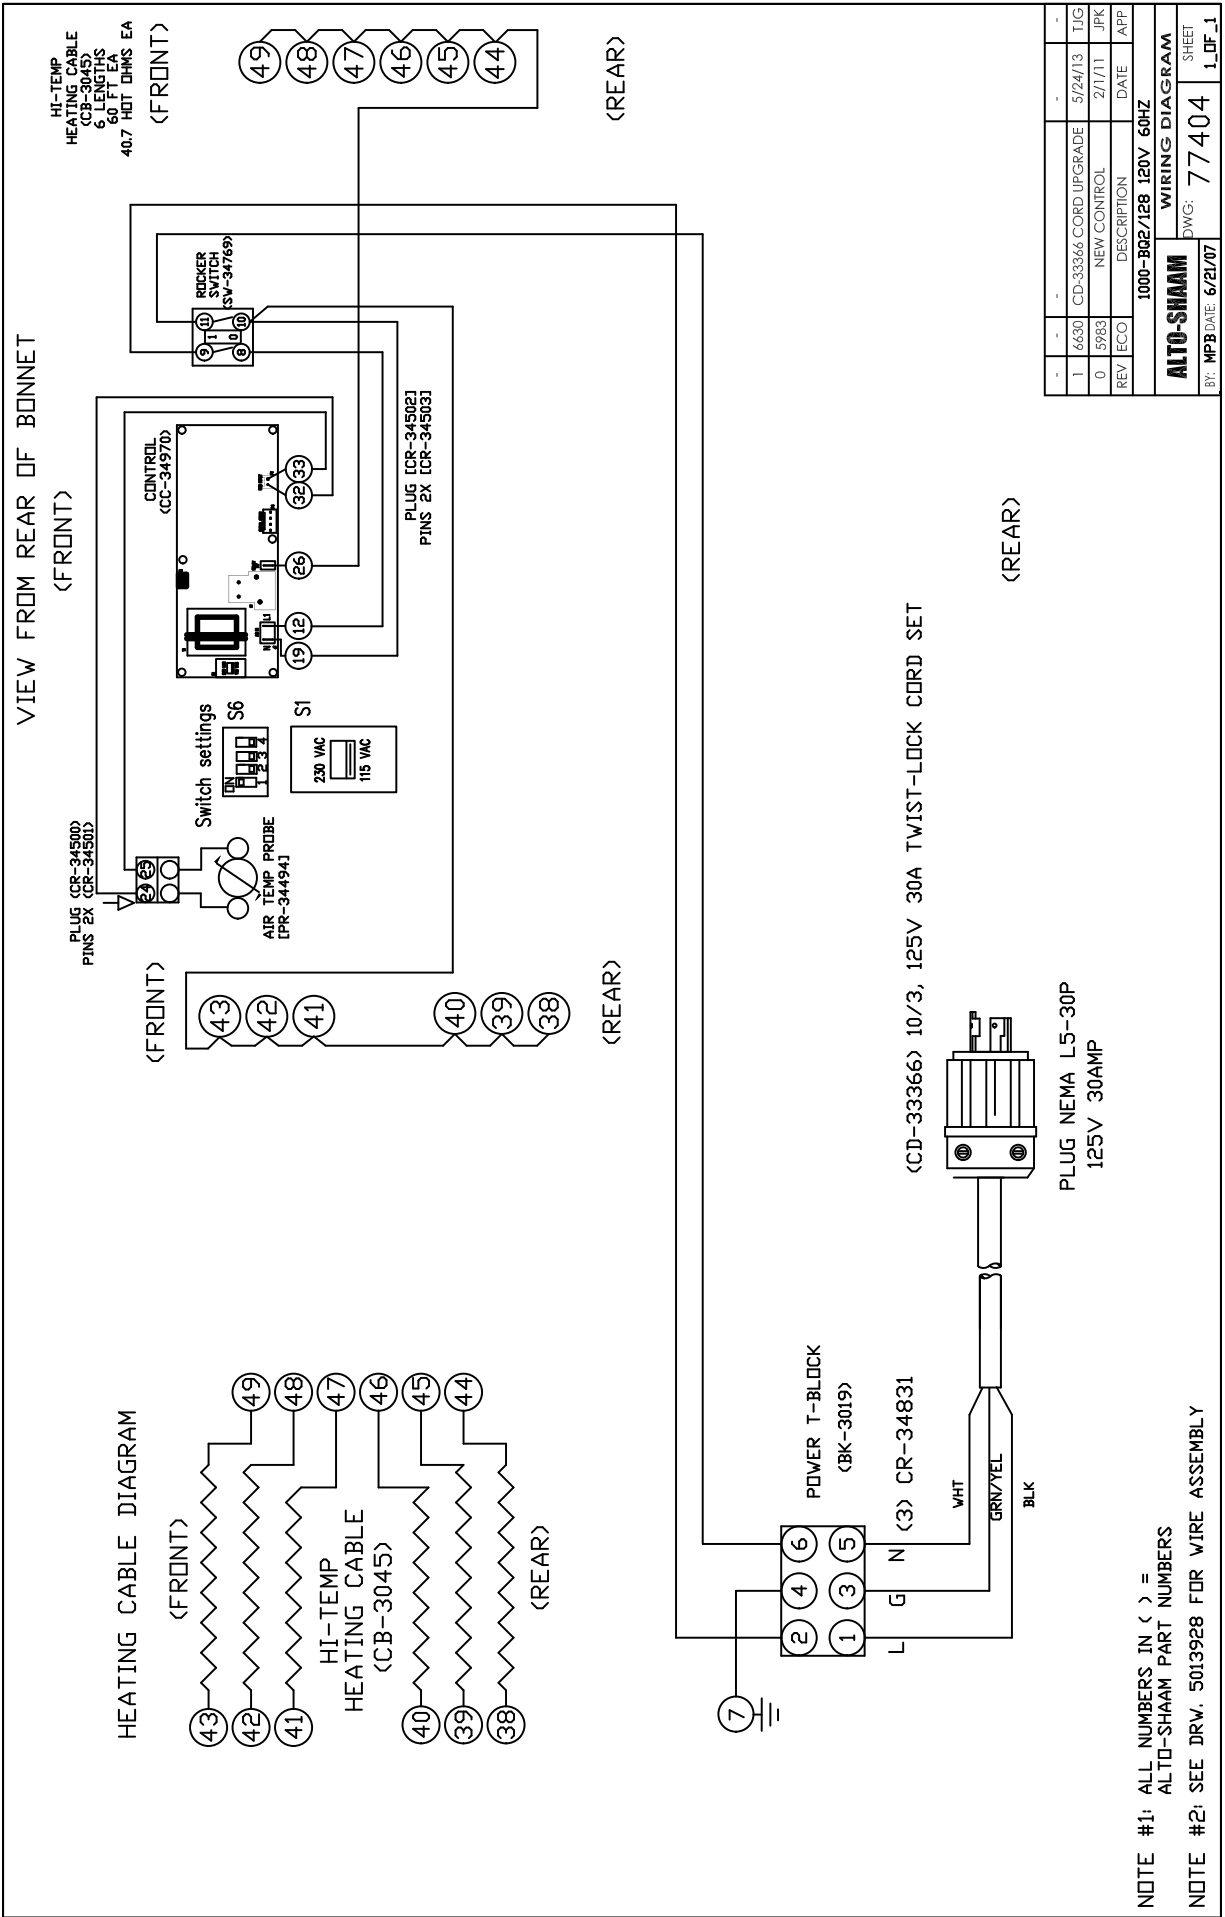 VIEW FROM REAR OF BONNET
(FRONT)
HI-TEMP
HEATING CABLE
(CB-3045)
6 LENGTHS
60 FT EA
40.7 HOT OHMS EA
(FRONT)
49
48
47
46
45
44
(REAR)
ROCKER
SWITCH
(SW-34769)
11
10
1
0
9
8
CONTROL
(CC-34970)
33
32
26
12
19
N
L1
PLUG [CR-34502]
PINS 2X [CR-34503]
Switch settings
S6
ON
1 2 3 4
S1
230 VAC
115 VAC
PLUG (CR-34500)
PINS 2X (CR-34501)
24
25
AIR TEMP PROBE
[PR-34494]
(FRONT)
43
42
41
40
39
38
(REAR)
(REAR)
HEATING CABLE DIAGRAM
(FRONT)
43
49
42
48
41
47
HI-TEMP
HEATING CABLE
(CB-3045)
40
46
39
45
38
44
(REAR)
7
2
4
6
1
3
5
L
G
N
POWER T-BLOCK
(BK-3019)
(3) CR-34831
WHT
GRN/YEL
BLK
(CD-33366) 10/3, 125V 30A TWIST-LOCK CORD SET
PLUG NEMA L5-30P
125V 30AMP
NOTE #1: ALL NUMBERS IN ( ) =
ALTO-SHAAM PART NUMBERS
NOTE #2: SEE DRW. 5013928 FOR WIRE ASSEMBLY
- - - - -
1 6630 CD-33366 CORD UPGRADE 5/24/13 TJG
0 5983 NEW CONTROL 2/1/11 JPK
REV ECO DESCRIPTION DATE APP
1000-BQ2/128 120V 60HZ
ALTO-SHAAM
WIRING DIAGRAM
BY: MPB DATE: 6/21/07
DWG: 77404
SHEET
1_OF_1